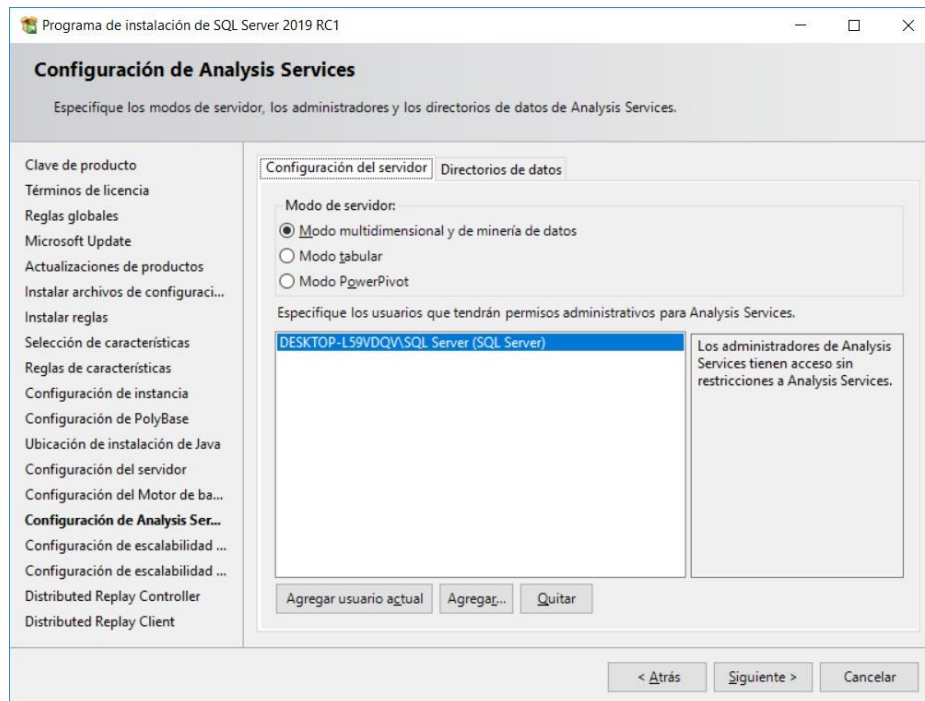 Programa de instalación de SQL Server 2019 RC1
Configuración de Analysis Services
Especifique los modos de servidor, los administradores y los directorios de datos de Analysis Services.
Clave de producto
Términos de licencia
Reglas globales
Microsoft Update
Actualizaciones de productos
Instalar archivos de configuraci...
Instalar reglas
Selección de características
Reglas de características
Configuración de instancia
Configuración de PolyBase
Ubicación de instalación de Java
Configuración del servidor
Configuración del Motor de ba...
Configuración de Analysis Ser...
Configuración de escalabilidad ...
Configuración de escalabilidad ...
Distributed Replay Controller
Distributed Replay Client
Configuración del servidor
Directorios de datos
Modo de servidor:
Modo multidimensional y de minería de datos
Modo tabular
Modo PowerPivot
Especifique los usuarios que tendrán permisos administrativos para Analysis Services.
DESKTOP-L59VDQV\SQL Server (SQL Server)
Los administradores de Analysis
Services tienen acceso sin
restricciones a Analysis Services.
Agregar usuario actual
Agregar...
Quitar
< Atrás
Siguiente >
Cancelar